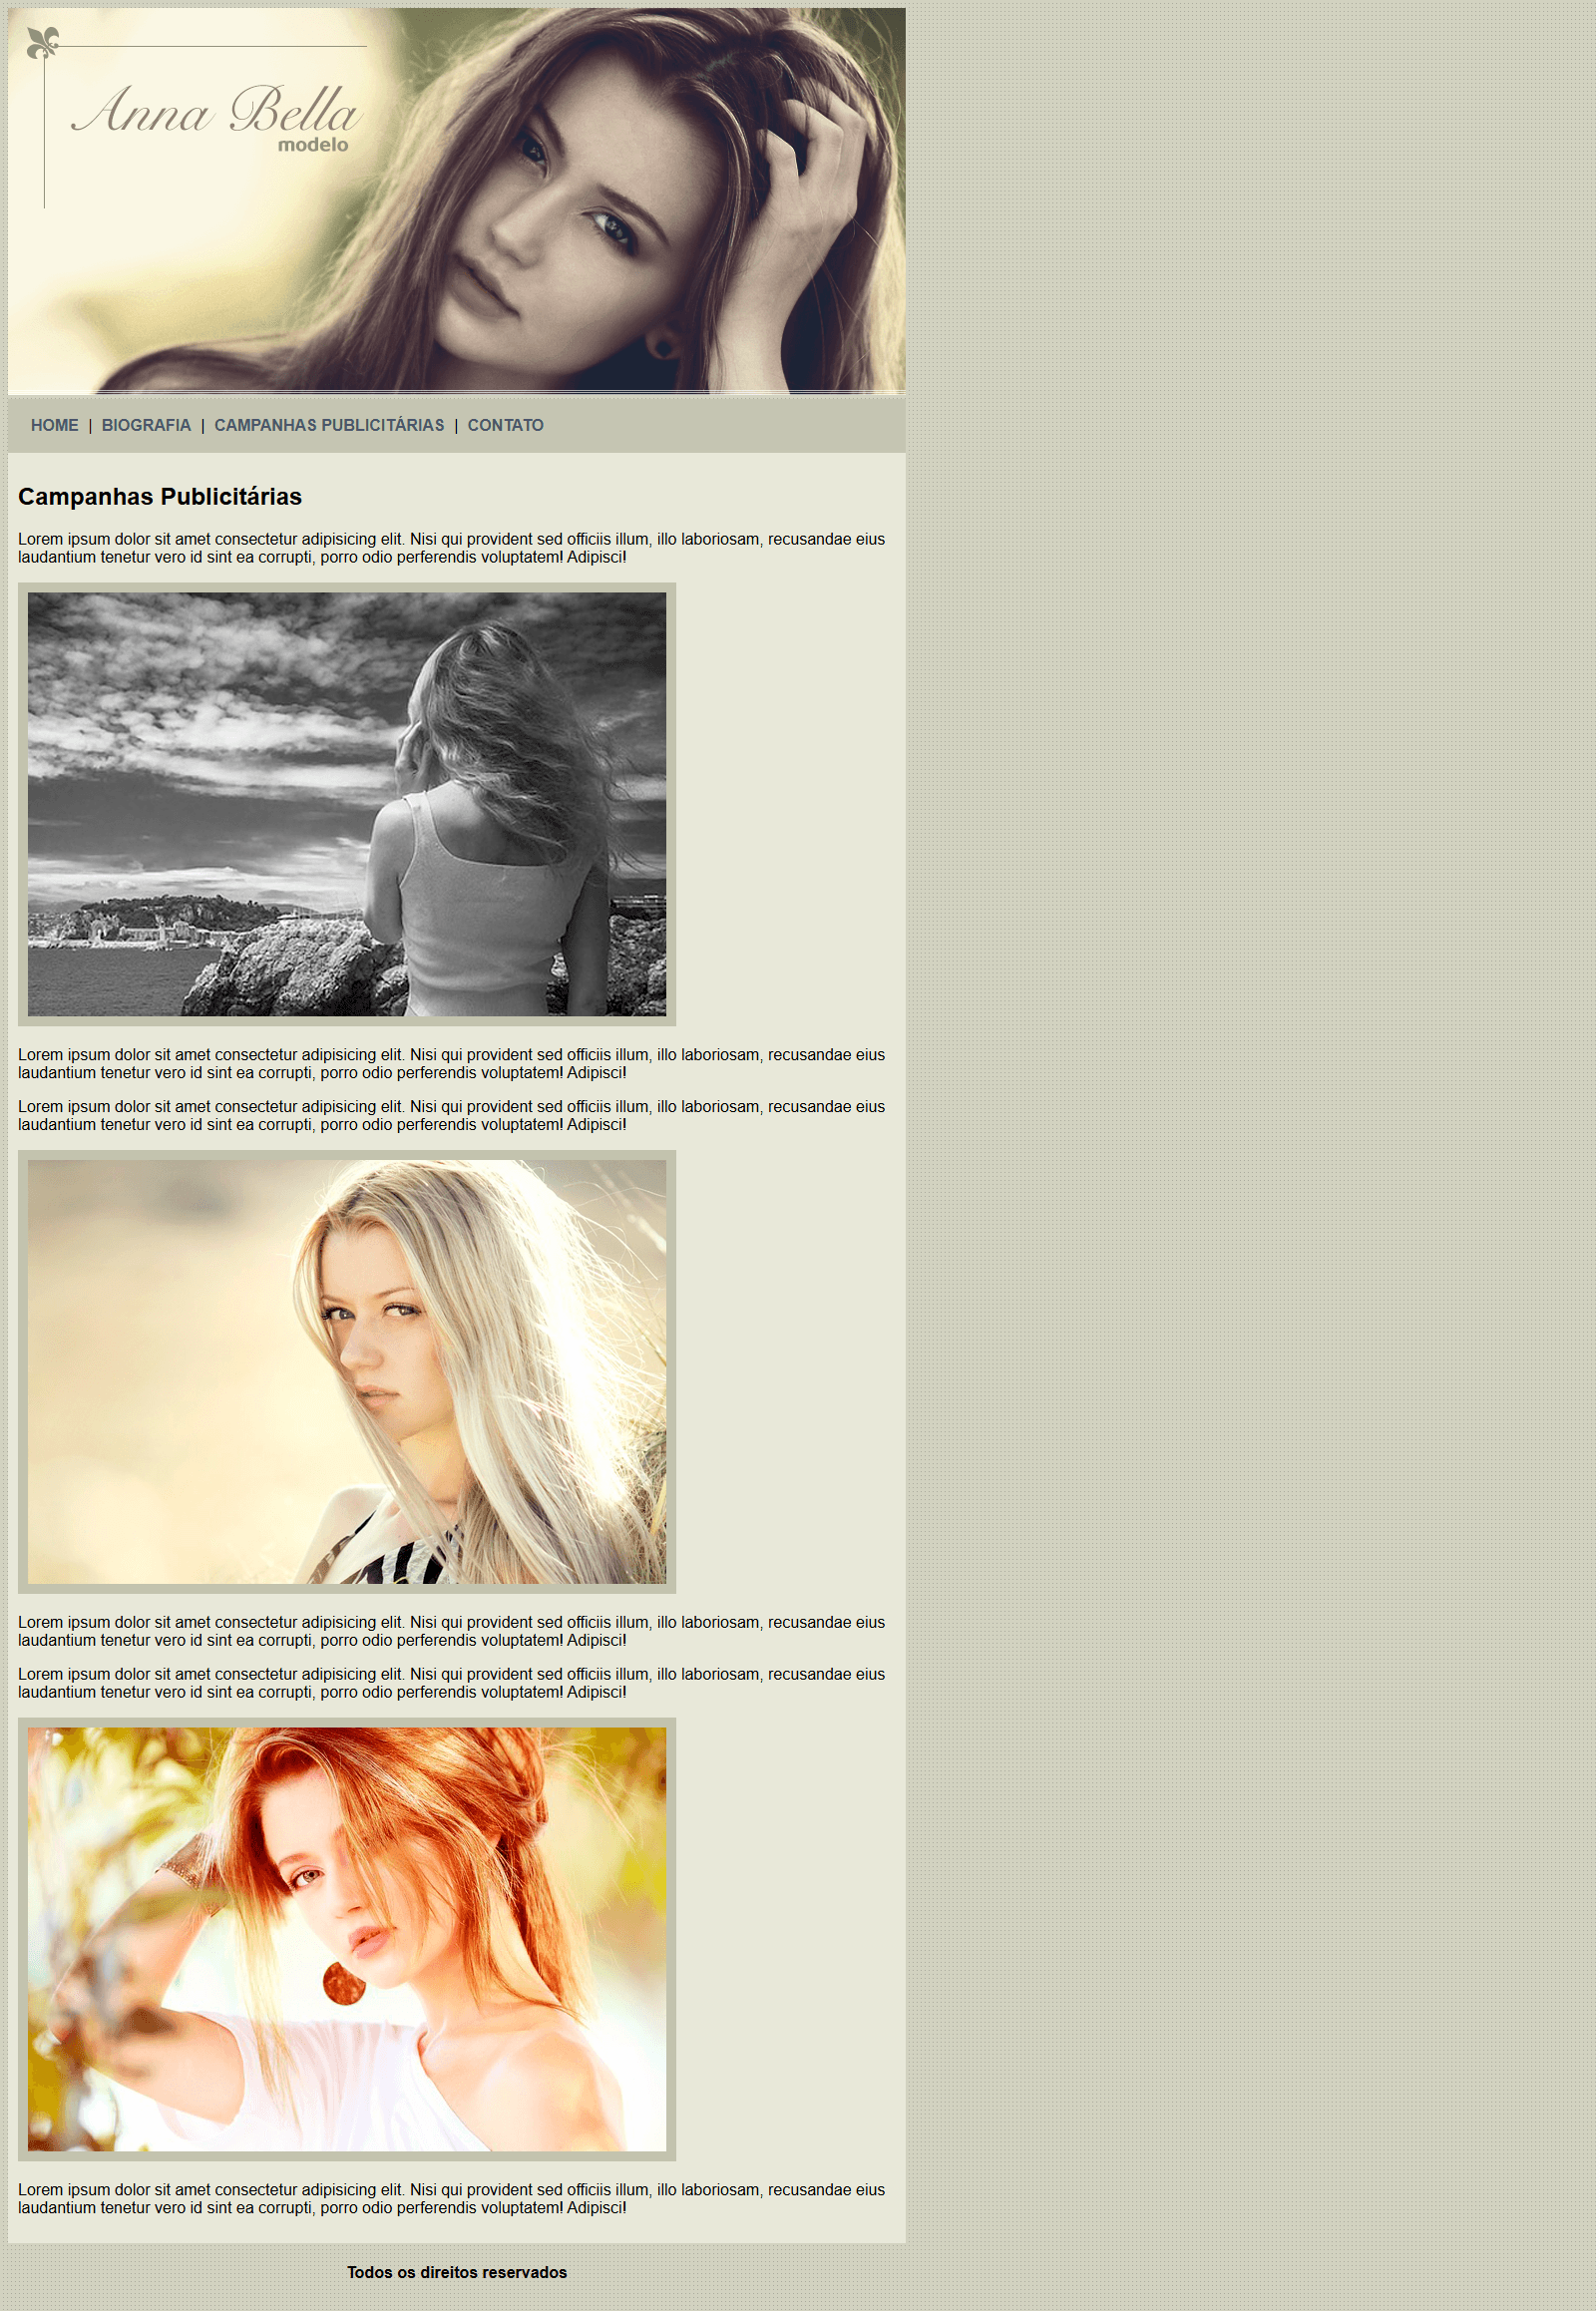 Anna Bella
modelo
HOME | BIOGRAFIA | CAMPANHAS PUBLICITÁRIAS | CONTATO
Campanhas Publicitárias
Lorem ipsum dolor sit amet consectetur adipisicing elit. Nisi qui provident sed officiis illum, illo laboriosam, recusandae eius
laudantium tenetur vero id sint ea corrupti, porro odio perferendis voluptatem! Adipisci!
Lorem ipsum dolor sit amet consectetur adipisicing elit. Nisi qui provident sed officiis illum, illo laboriosam, recusandae eius
laudantium tenetur vero id sint ea corrupti, porro odio perferendis voluptatem! Adipisci!
Lorem ipsum dolor sit amet consectetur adipisicing elit. Nisi qui provident sed officiis illum, illo laboriosam, recusandae eius
laudantium tenetur vero id sint ea corrupti, porro odio perferendis voluptatem! Adipisci!
Lorem ipsum dolor sit amet consectetur adipisicing elit. Nisi qui provident sed officiis illum, illo laboriosam, recusandae eius
laudantium tenetur vero id sint ea corrupti, porro odio perferendis voluptatem! Adipisci!
Lorem ipsum dolor sit amet consectetur adipisicing elit. Nisi qui provident sed officiis illum, illo laboriosam, recusandae eius
laudantium tenetur vero id sint ea corrupti, porro odio perferendis voluptatem! Adipisci!
Lorem ipsum dolor sit amet consectetur adipisicing elit. Nisi qui provident sed officiis illum, illo laboriosam, recusandae eius
laudantium tenetur vero id sint ea corrupti, porro odio perferendis voluptatem! Adipisci!
Todos os direitos reservados